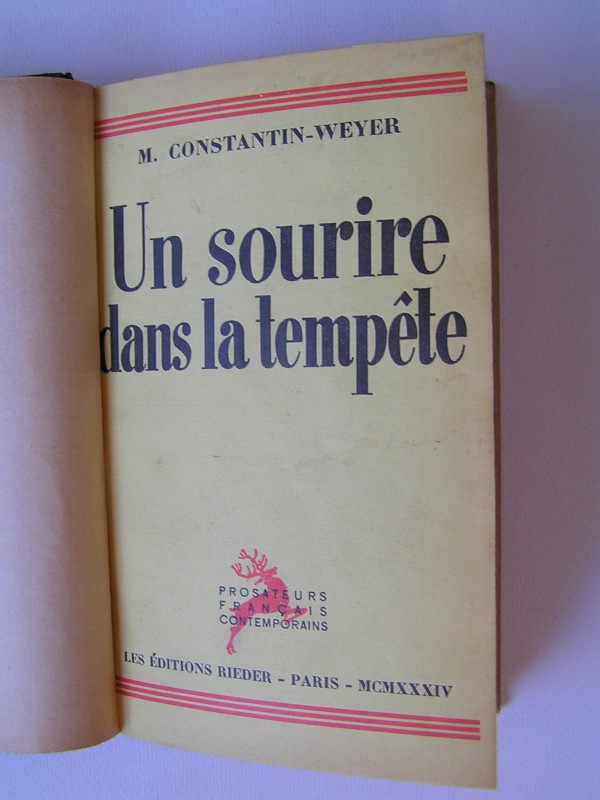 M. CONSTANTIN-WEYER
Un sourire
dans la tempête
PROSATEURS
FRANÇAIS
CONTEMPORAINS
LES ÉDITIONS RIEDER - PARIS - MCMXXXIV